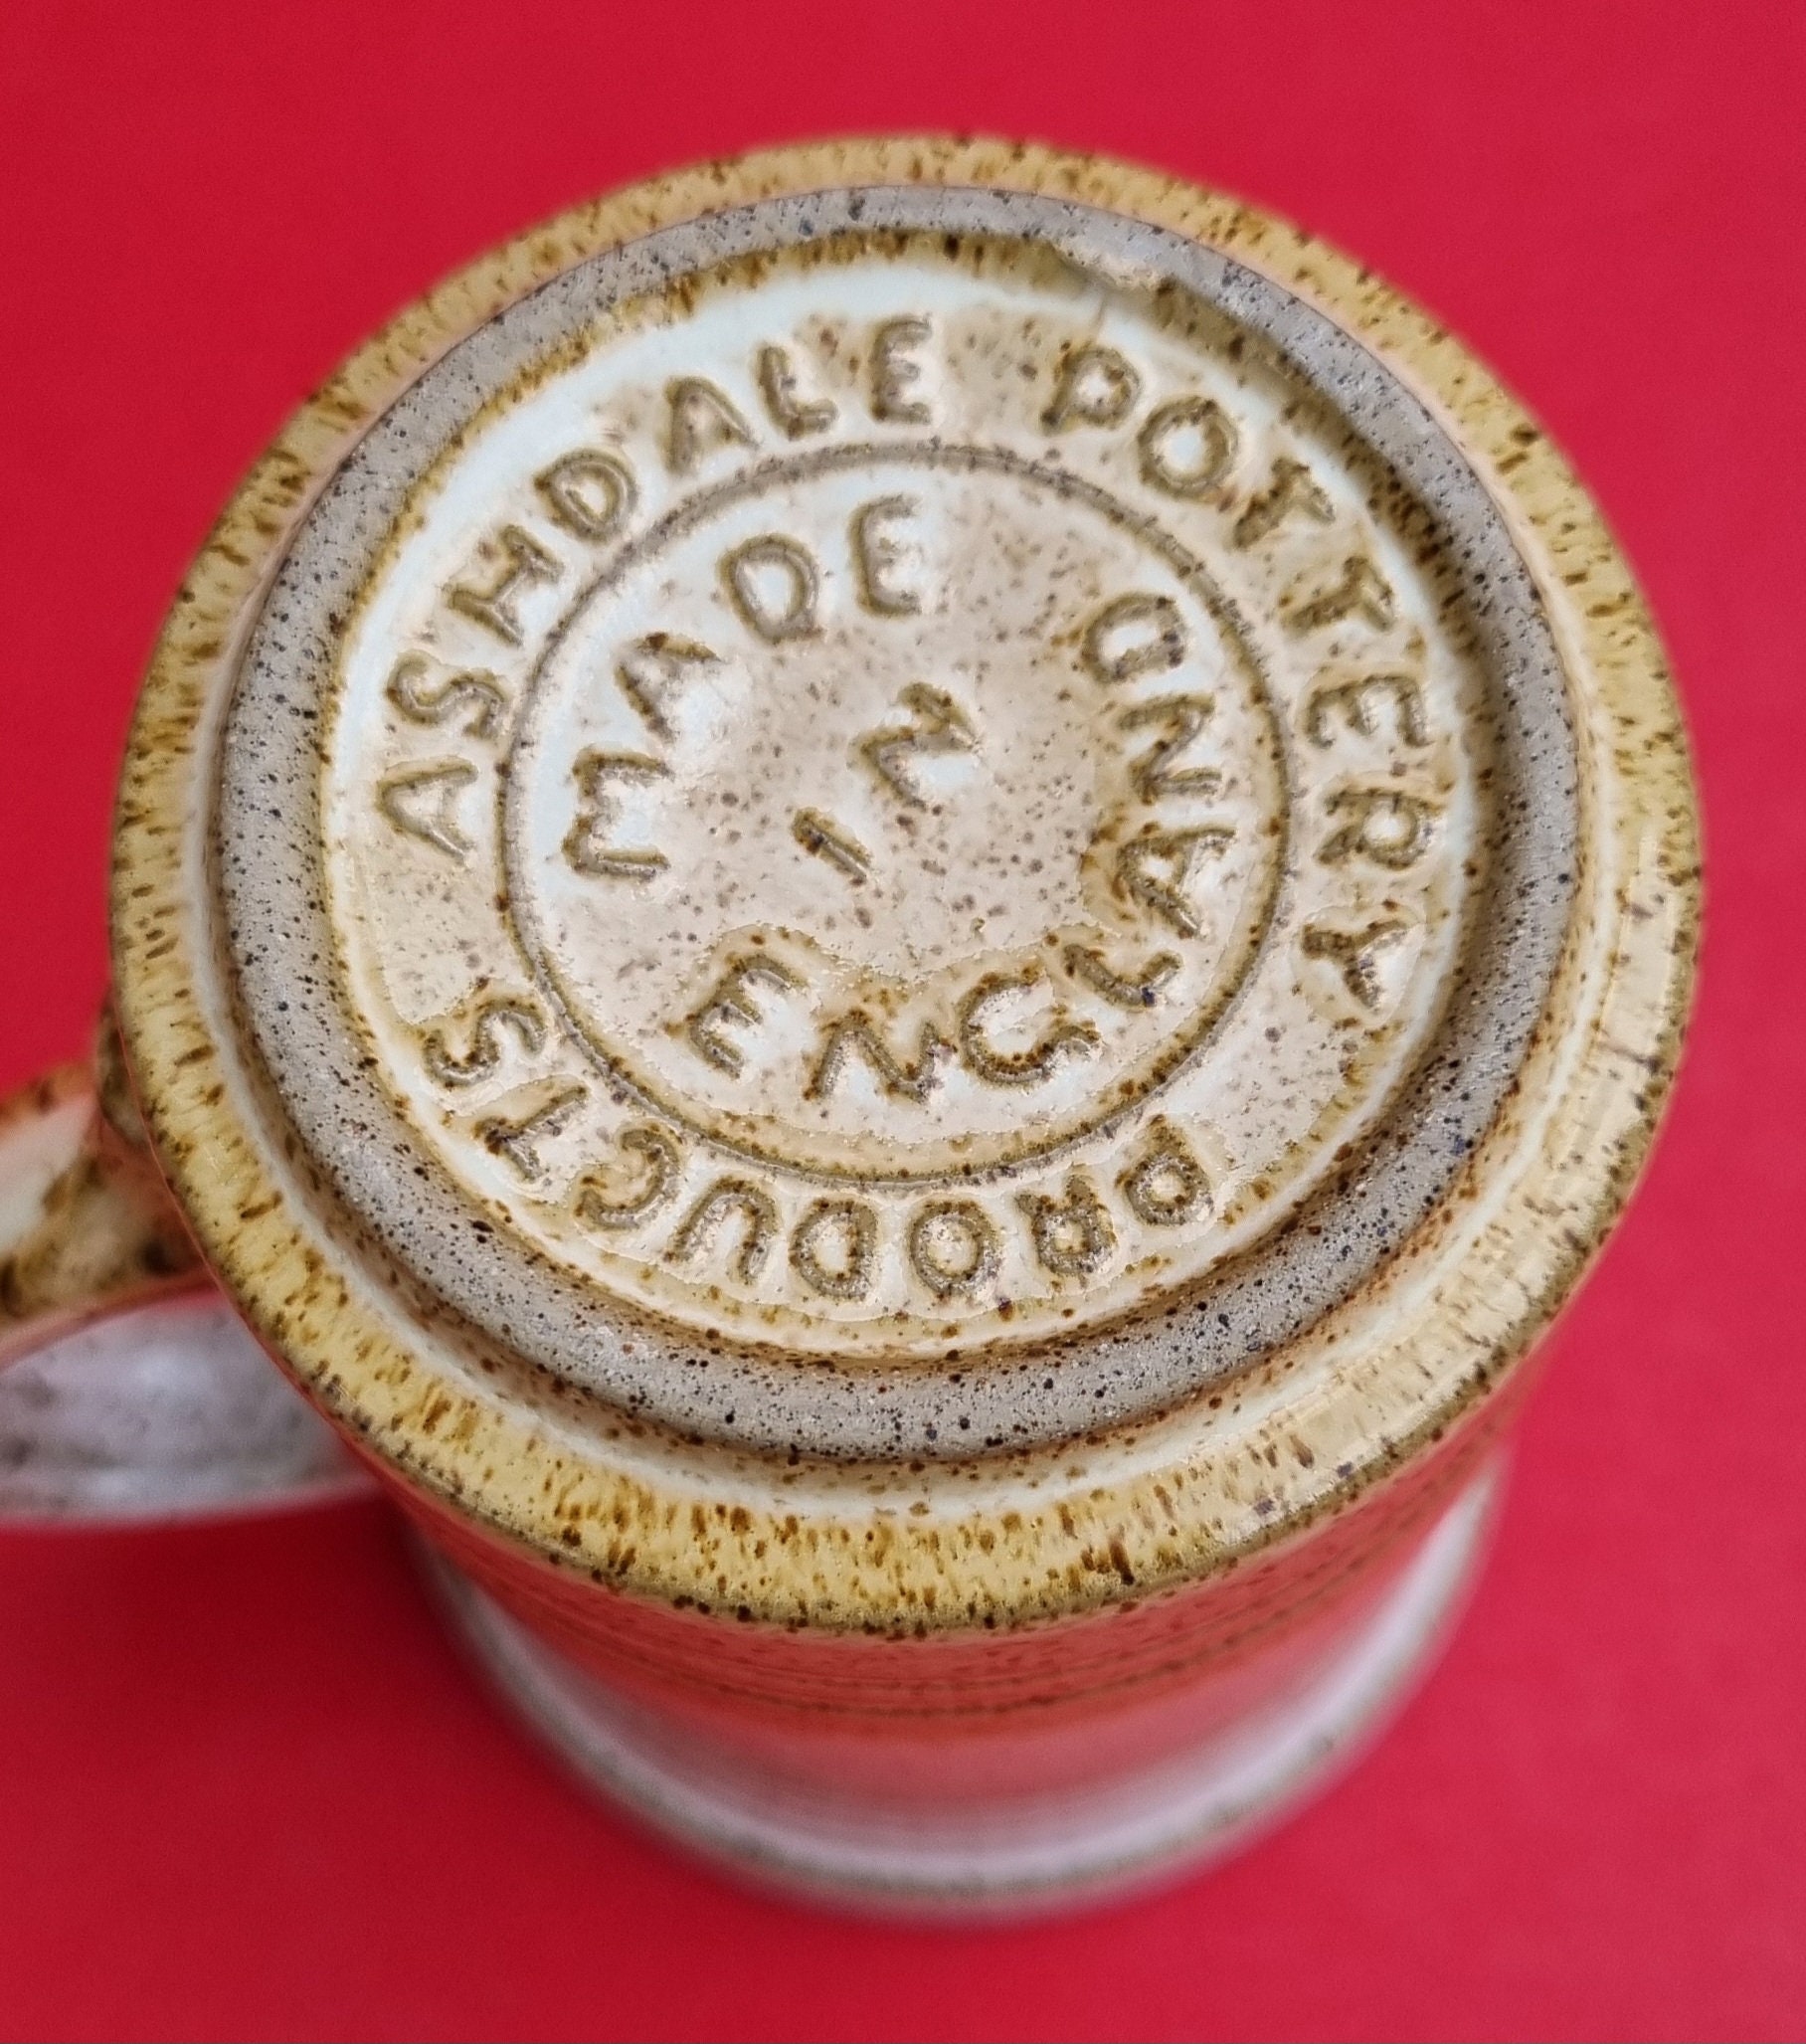 ASHDALE POTTERY
PRODUCTS
MADE
IN
ENGLAND